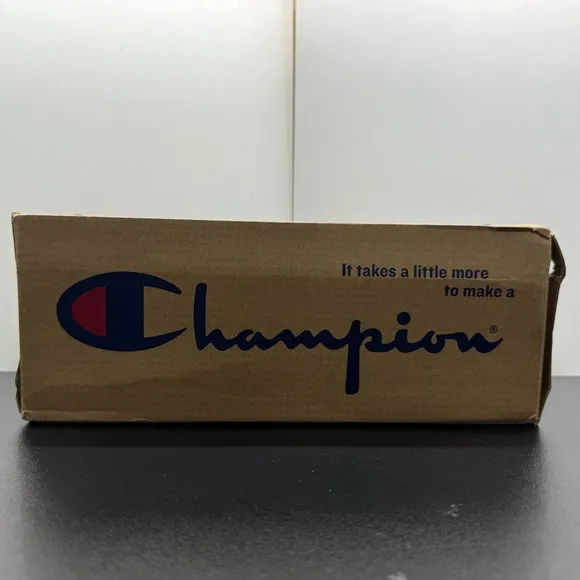 It takes a little more
to make a
Champion®